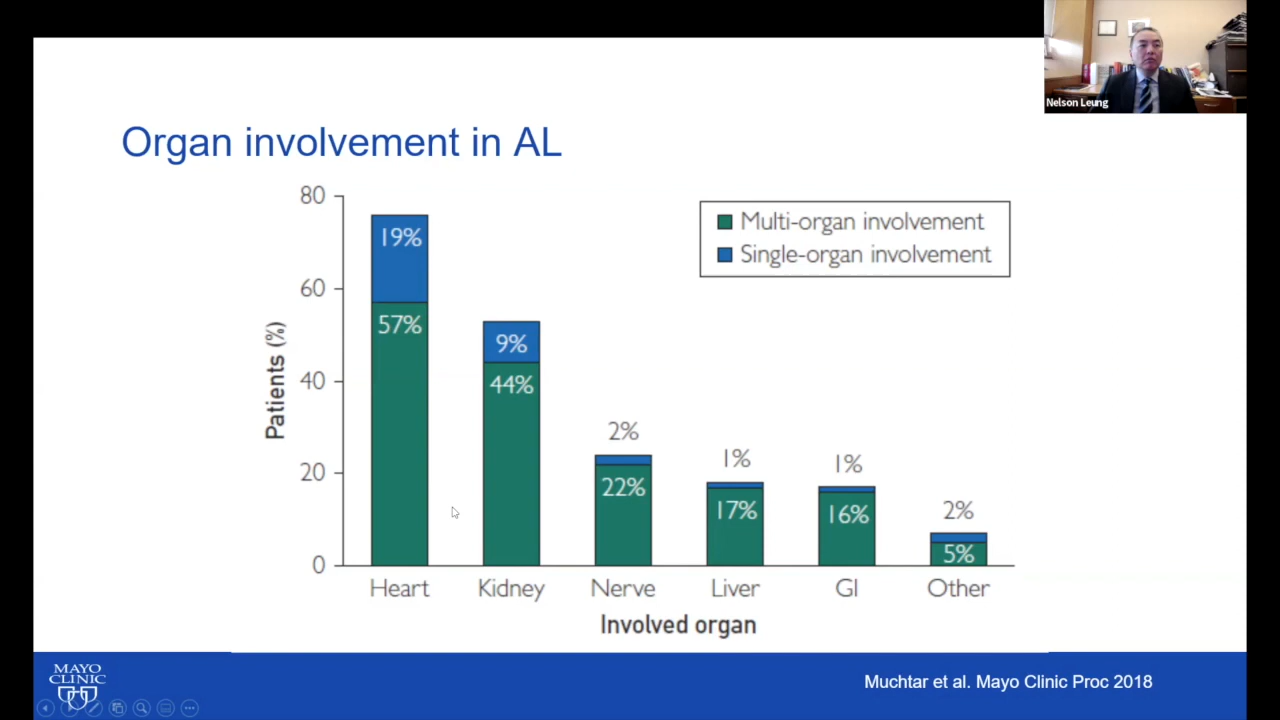 Nelson Leung
Organ involvement in AL
80
60
40
20
0
Patients (%)
Multi-organ involvement
Single-organ involvement
19%
57%
9%
44%
2%
22%
1%
17%
1%
16%
2%
5%
Heart Kidney Nerve Liver GI Other
Involved organ
MAYO
CLINIC
Muchtar et al. Mayo Clinic Proc 2018